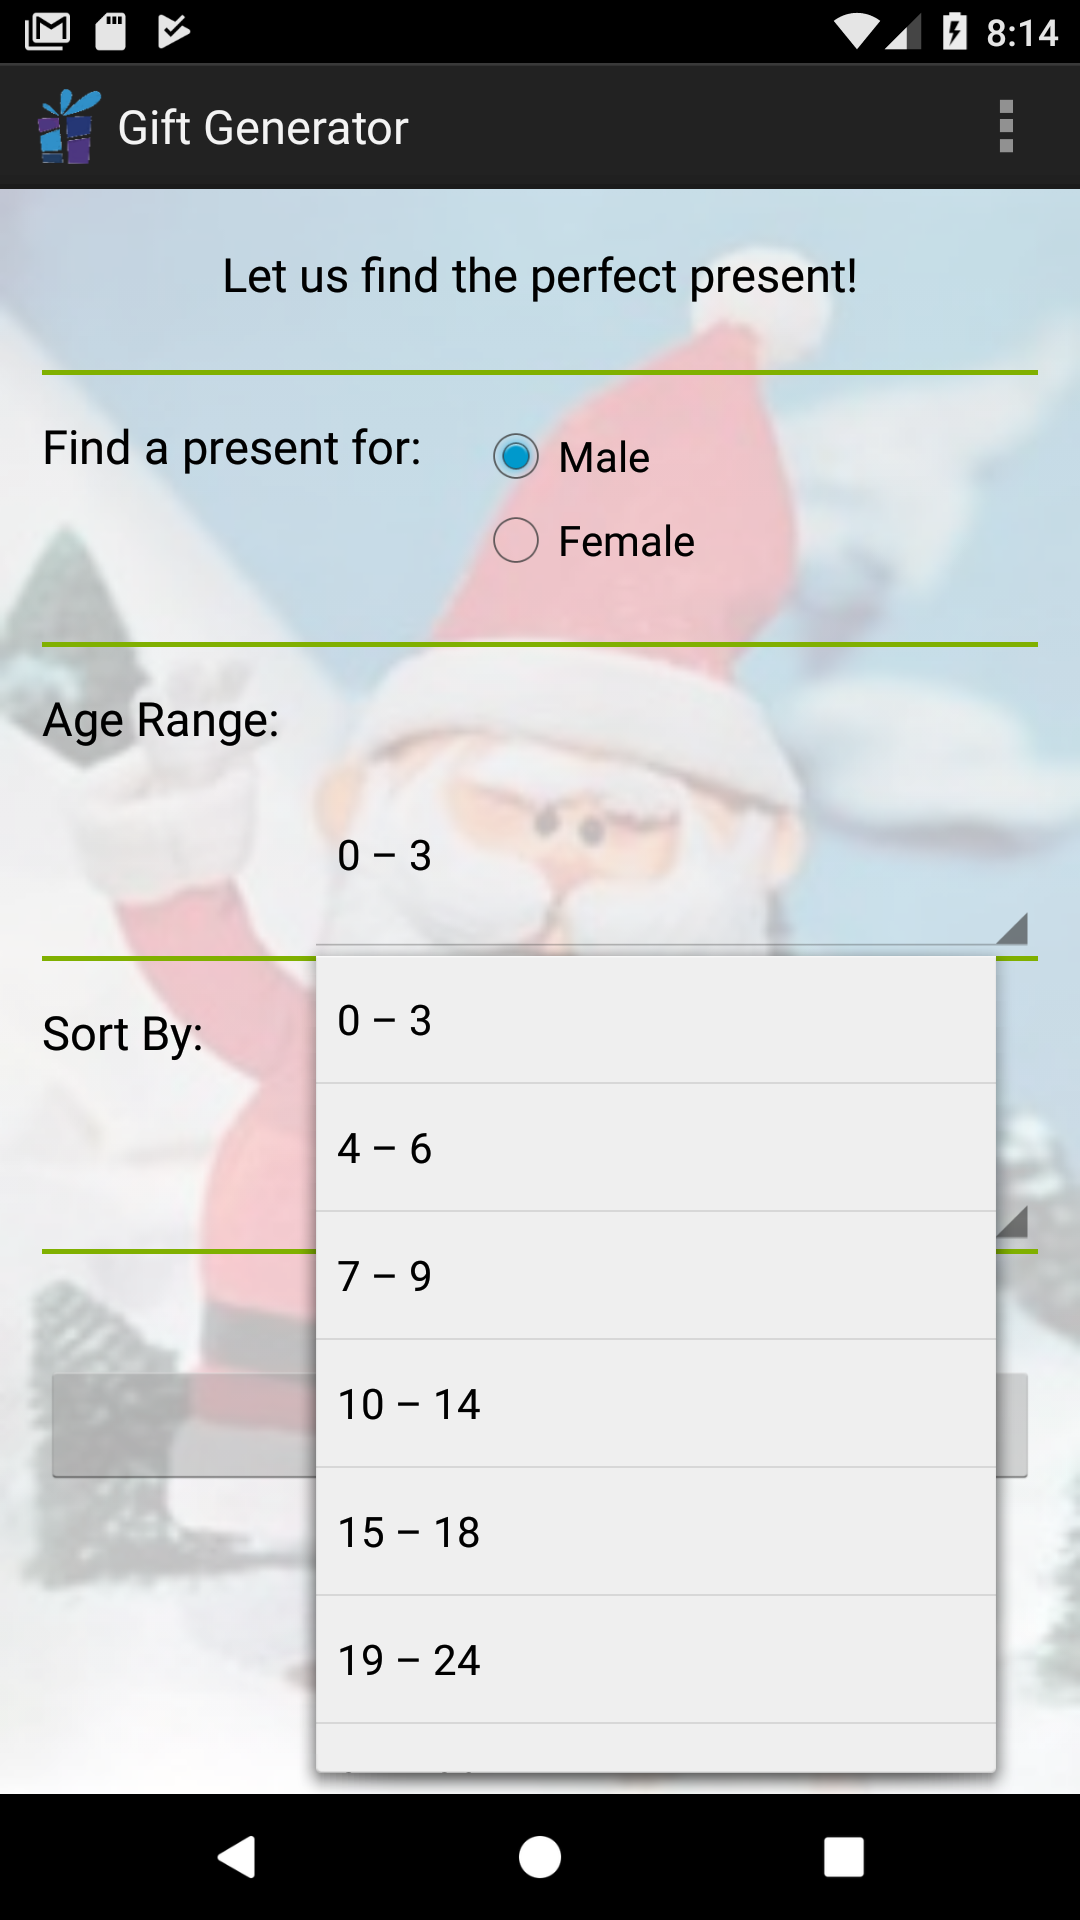 8:14
Gift Generator
Let us find the perfect present!
Find a present for:
Male
Female
Age Range:
0 – 3
Sort By:
0 – 3
4 – 6
7 – 9
10 – 14
15 – 18
19 – 24